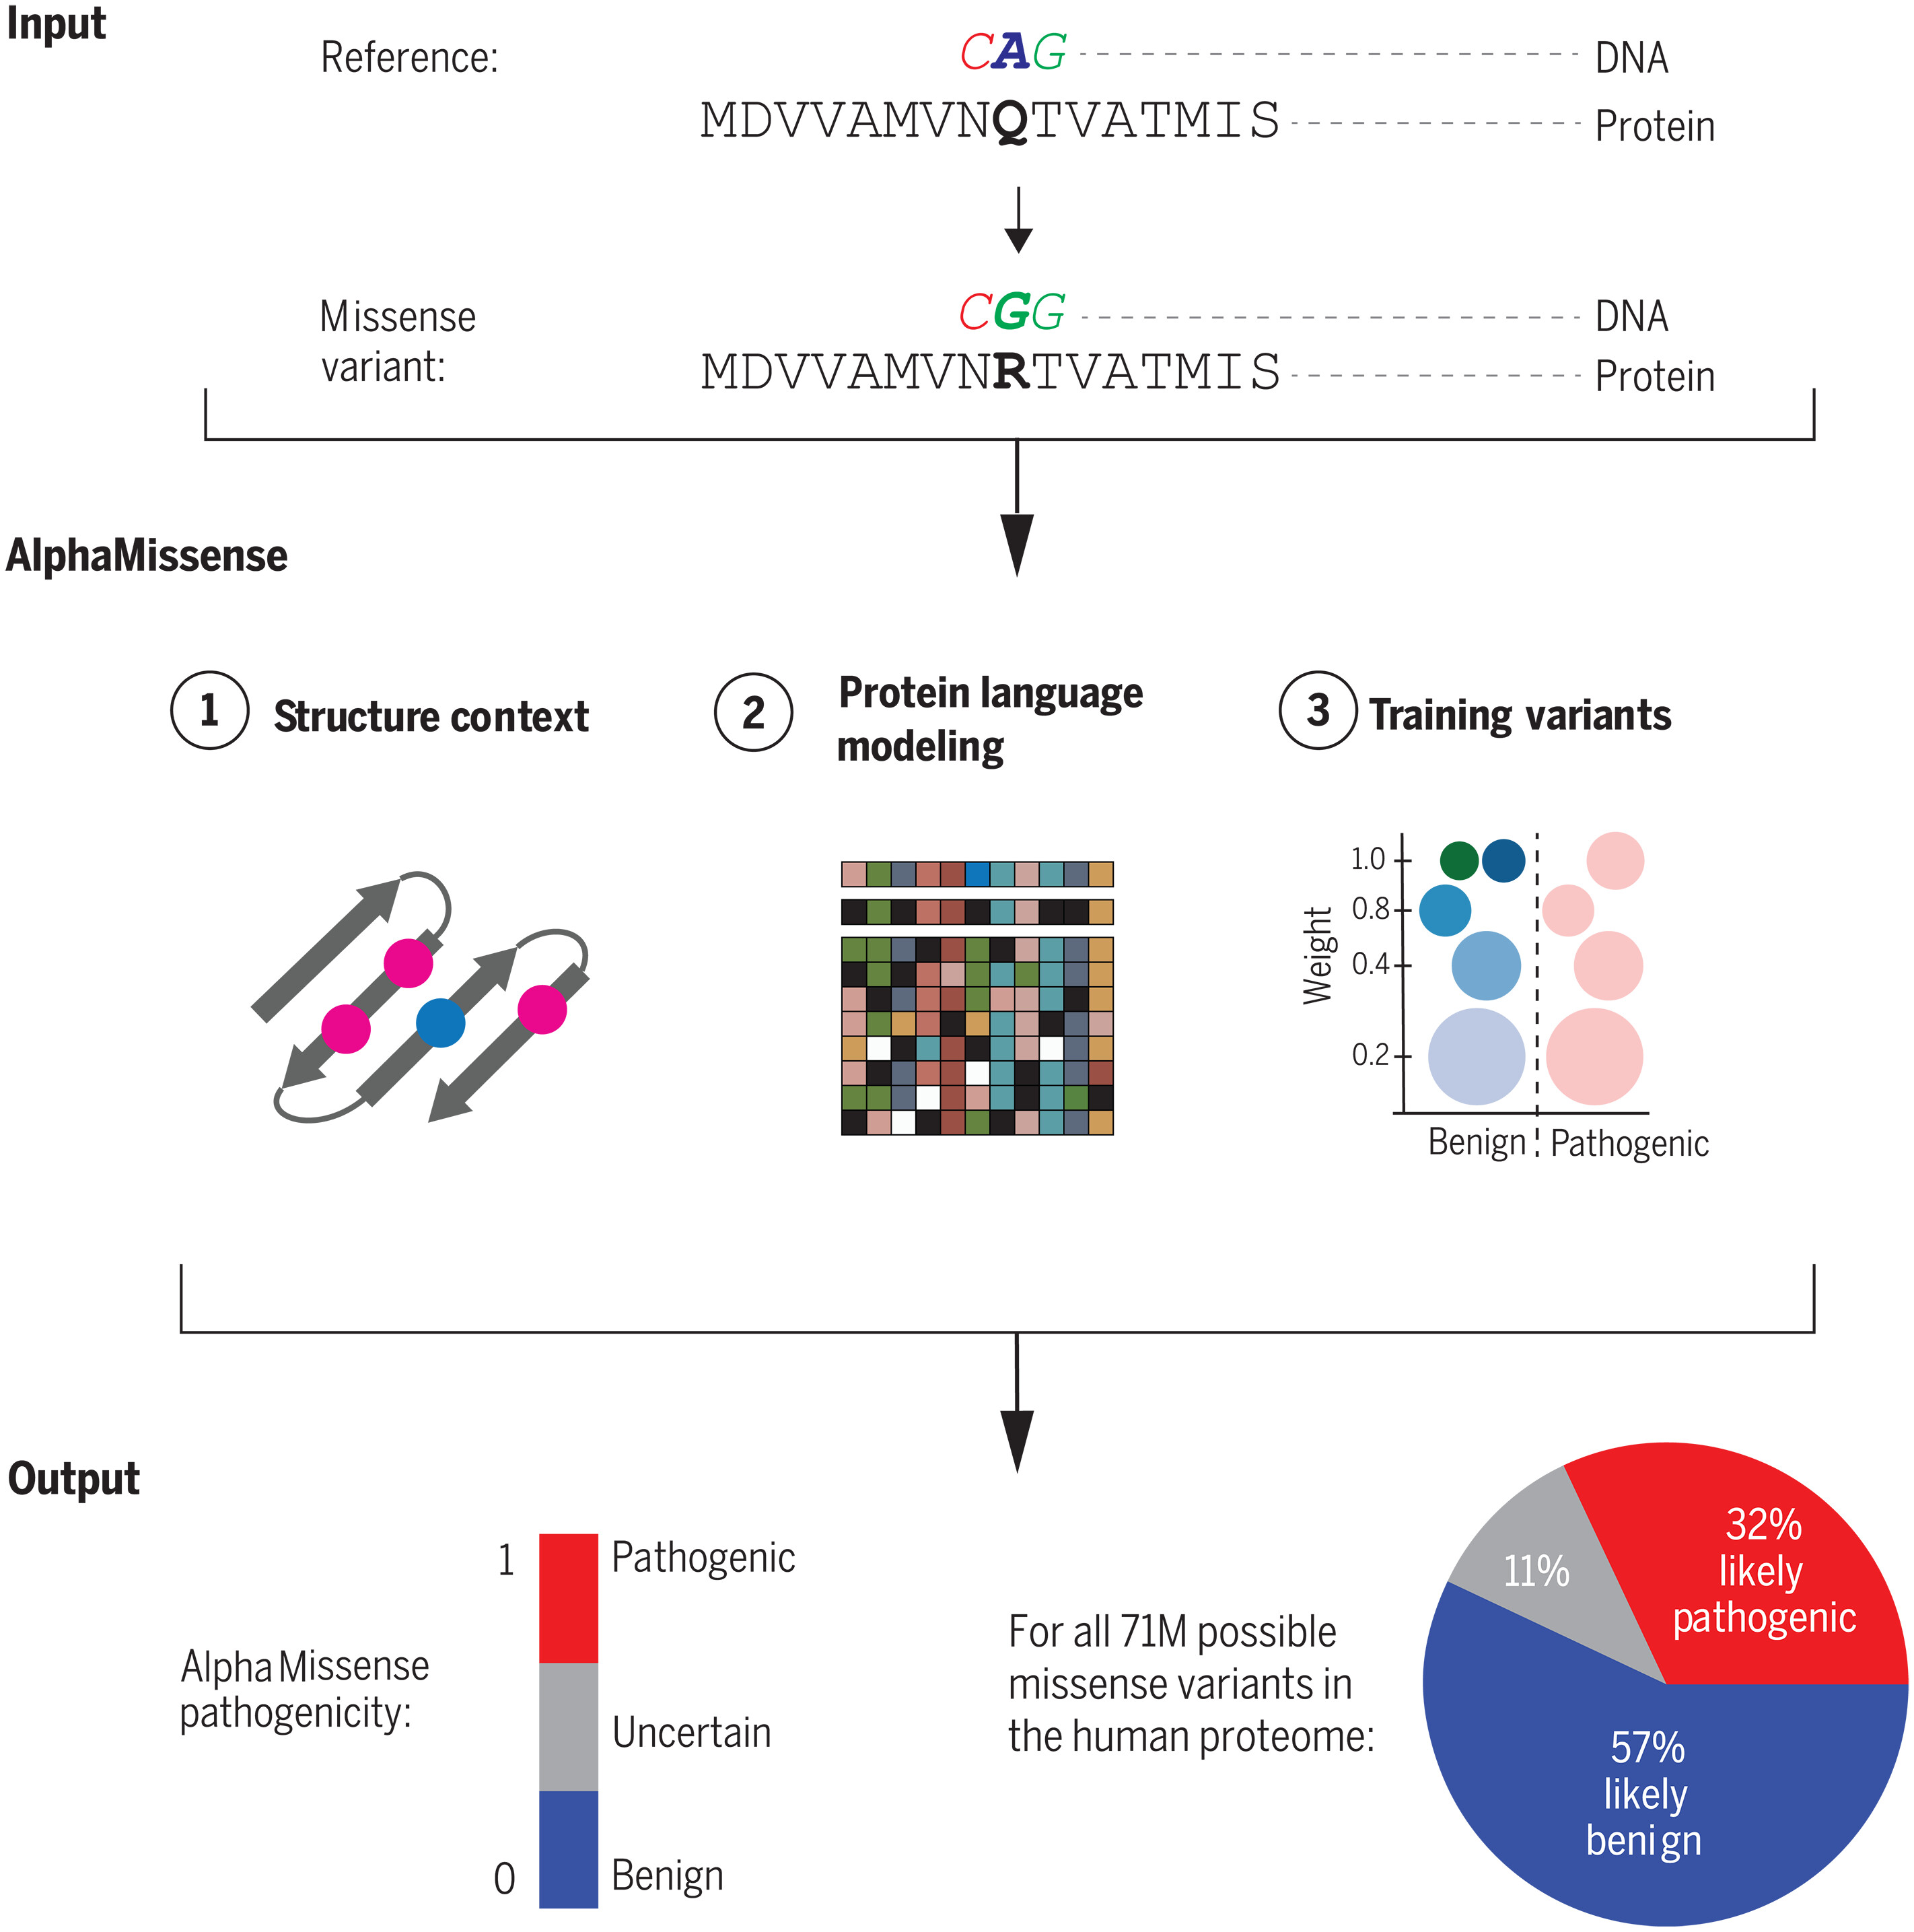 Input
Reference:
CAG
DNA
MDVVAMVNQTVATMIS
Protein
Missense
variant:
CGG
DNA
MDVVAMVNRTVATMIS
Protein
AlphaMissense
1
Structure context
2
Protein language
modeling
3
Training variants
Weight
1.0
0.8
0.4
0.2
Benign
Pathogenic
Output
AlphaMissense
pathogenicity:
1
Pathogenic
Uncertain
0
Benign
For all 71M possible
missense variants in
the human proteome:
32%
likely
pathogenic
11%
57%
likely
benign